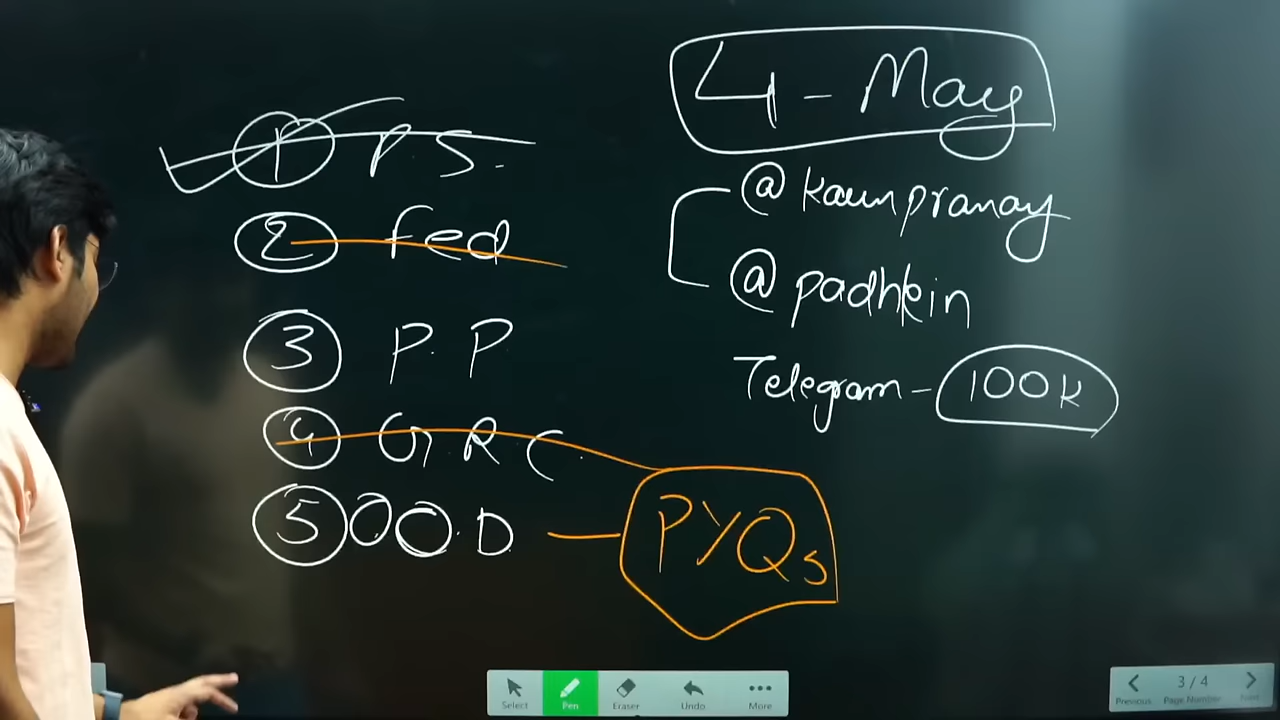 ① P.S.
② fed
③ P.P
④ G.R.C.
⑤ O.O.D – PYQs
4 - May
@kaunpranay
@padhlein
Telegram - 100k
Select
Pen
Eraser
Undo
More
3 / 4
Previous
Page Number
Next